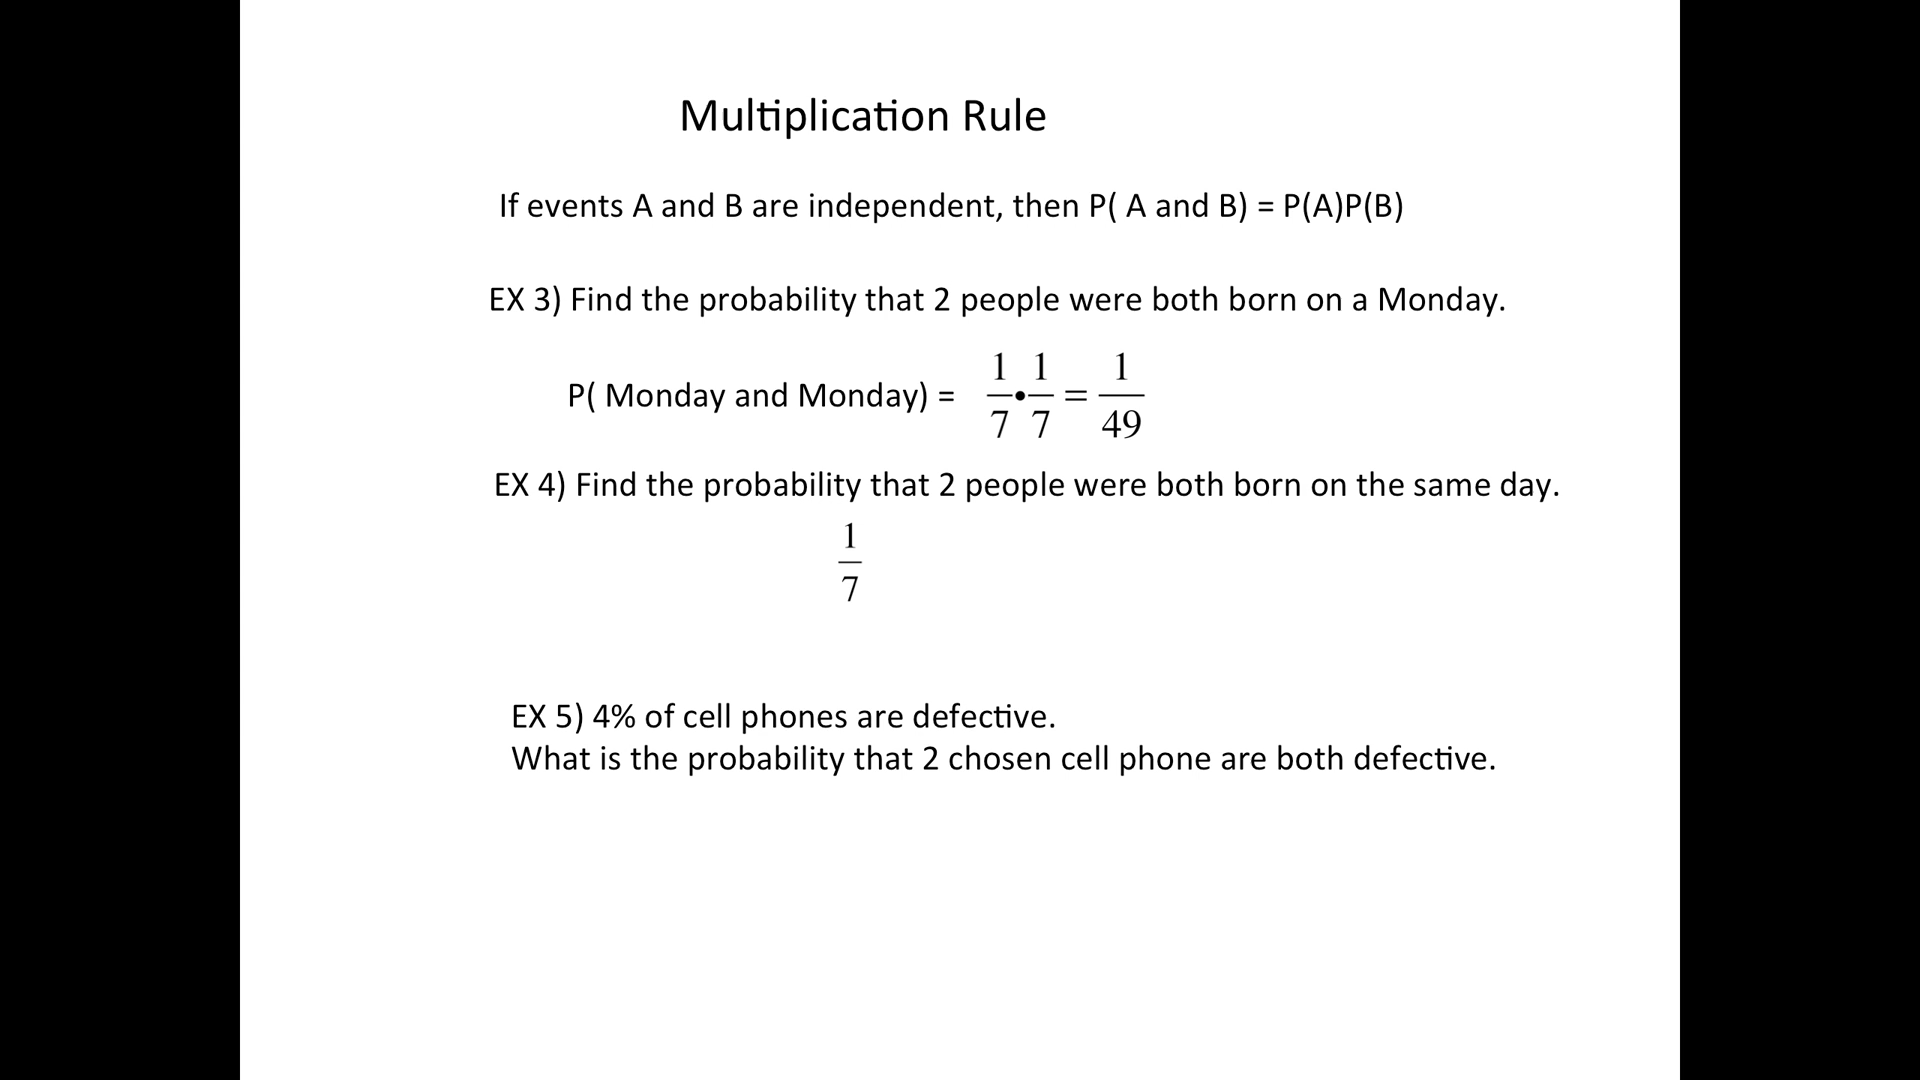 Multiplication Rule
If events A and B are independent, then P( A and B) = P(A)P(B)
EX 3) Find the probability that 2 people were both born on a Monday.
P( Monday and Monday) = 1/7 • 1/7 = 1/49
EX 4) Find the probability that 2 people were both born on the same day.
1/7
EX 5) 4% of cell phones are defective.
What is the probability that 2 chosen cell phone are both defective.